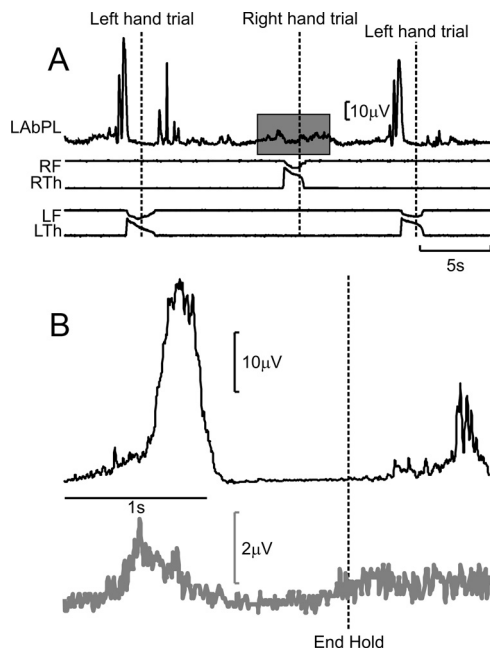 Left hand trial
Right hand trial
Left hand trial
A
LAbPL
10µV
RF
RTh
LF
LTh
5s
B
10µV
1s
2µV
End Hold